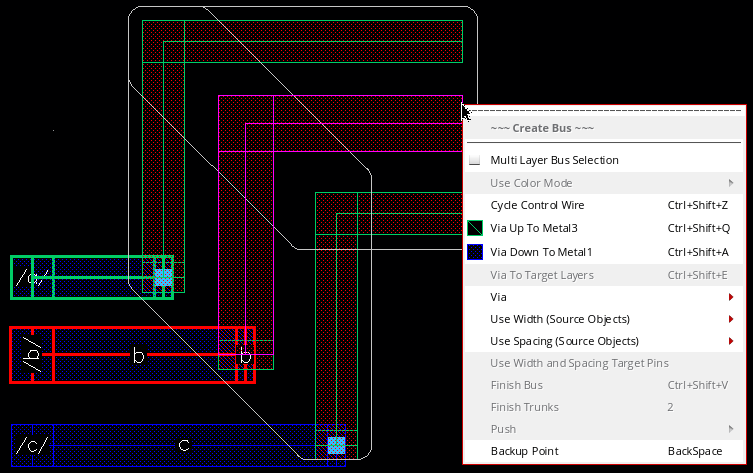 ~~~ Create Bus ~~~
Multi Layer Bus Selection
Use Color Mode
Cycle Control Wire Ctrl+Shift+Z
Via Up To Metal3 Ctrl+Shift+Q
Via Down To Metal1 Ctrl+Shift+A
Via To Target Layers Ctrl+Shift+E
Via
Use Width (Source Objects)
Use Spacing (Source Objects)
Use Width and Spacing Target Pins
Finish Bus Ctrl+Shift+V
Finish Trunks 2
Push
Backup Point BackSpace
/a/
/b/ b b
/c/ c